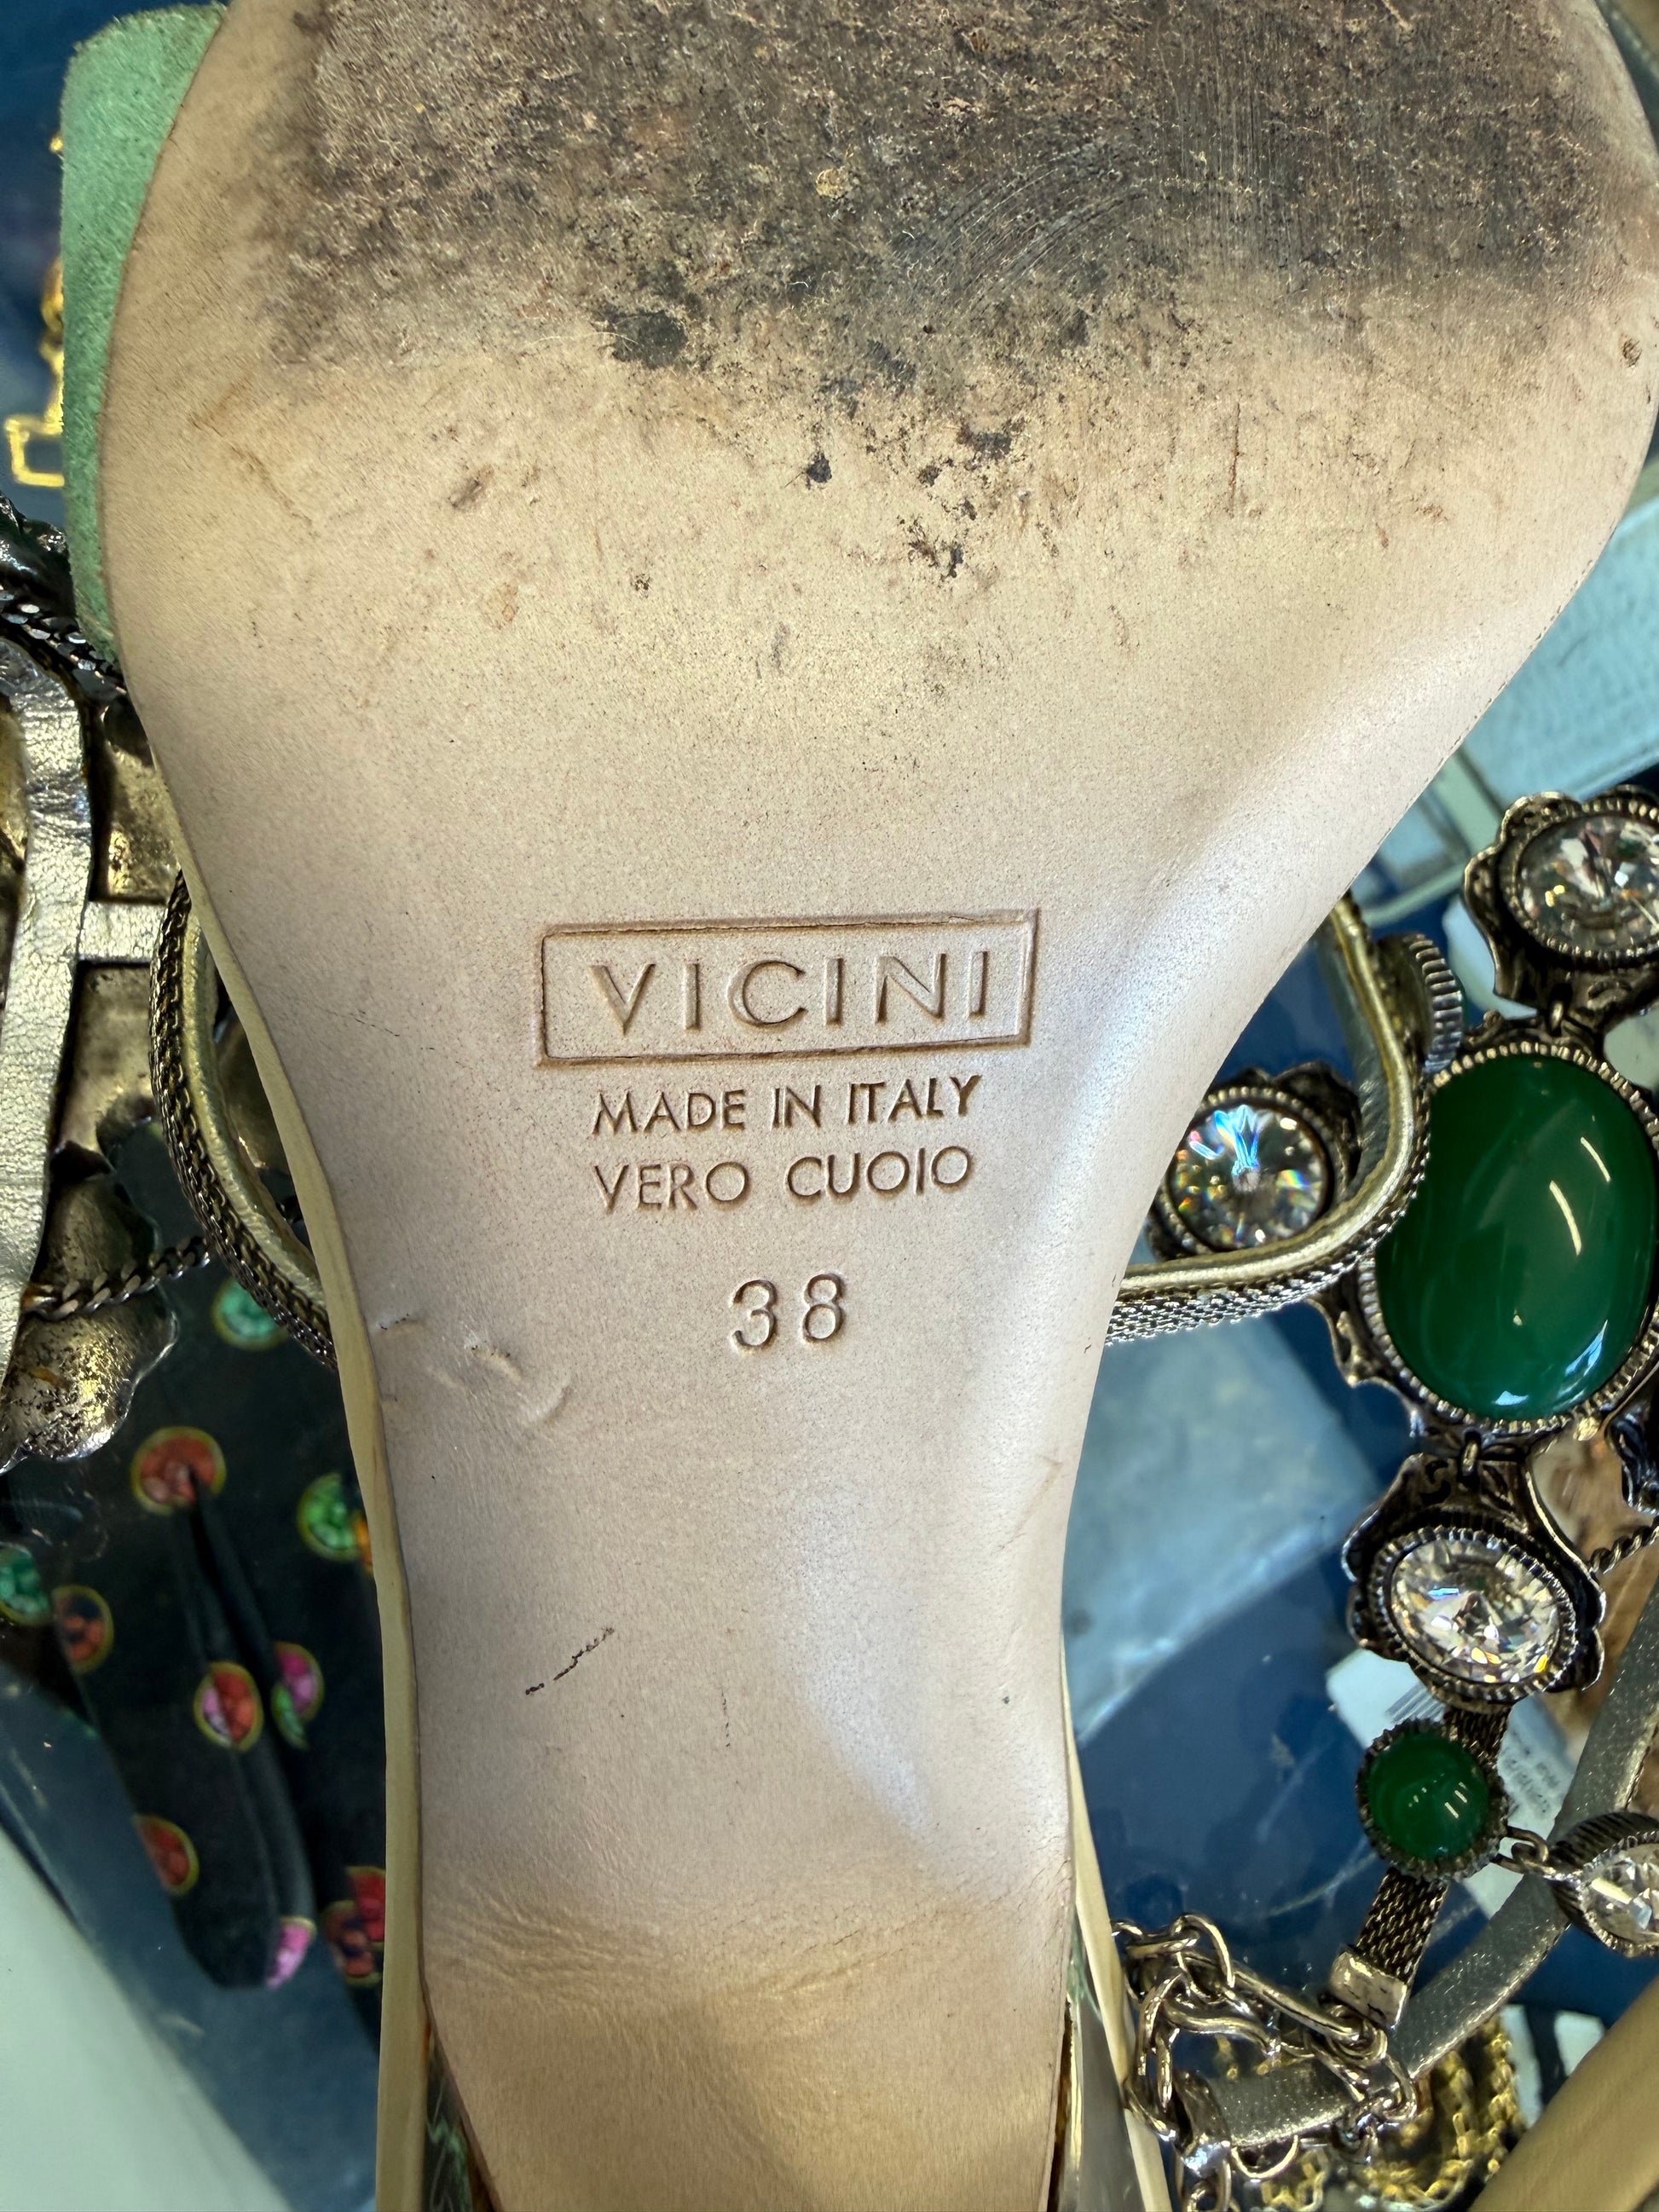 VICINI
MADE IN ITALY
VERO CUOIO
38